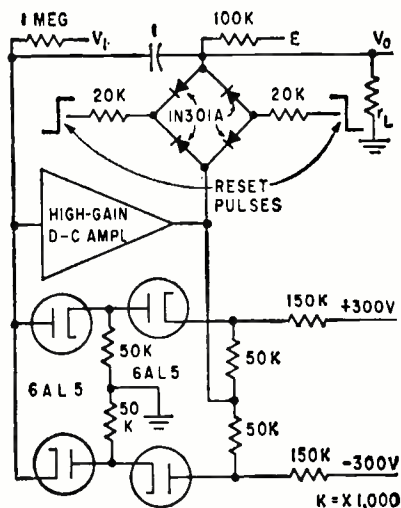 1 MEG
V₁
1
100K
E
V₀
20K
1N301A
20K
rL
RESET
PULSES
HIGH-GAIN
D-C AMPL
150K
+300V
50K
6AL5
50K
6AL5
50
K
50K
150K
-300V
K = X 1,000